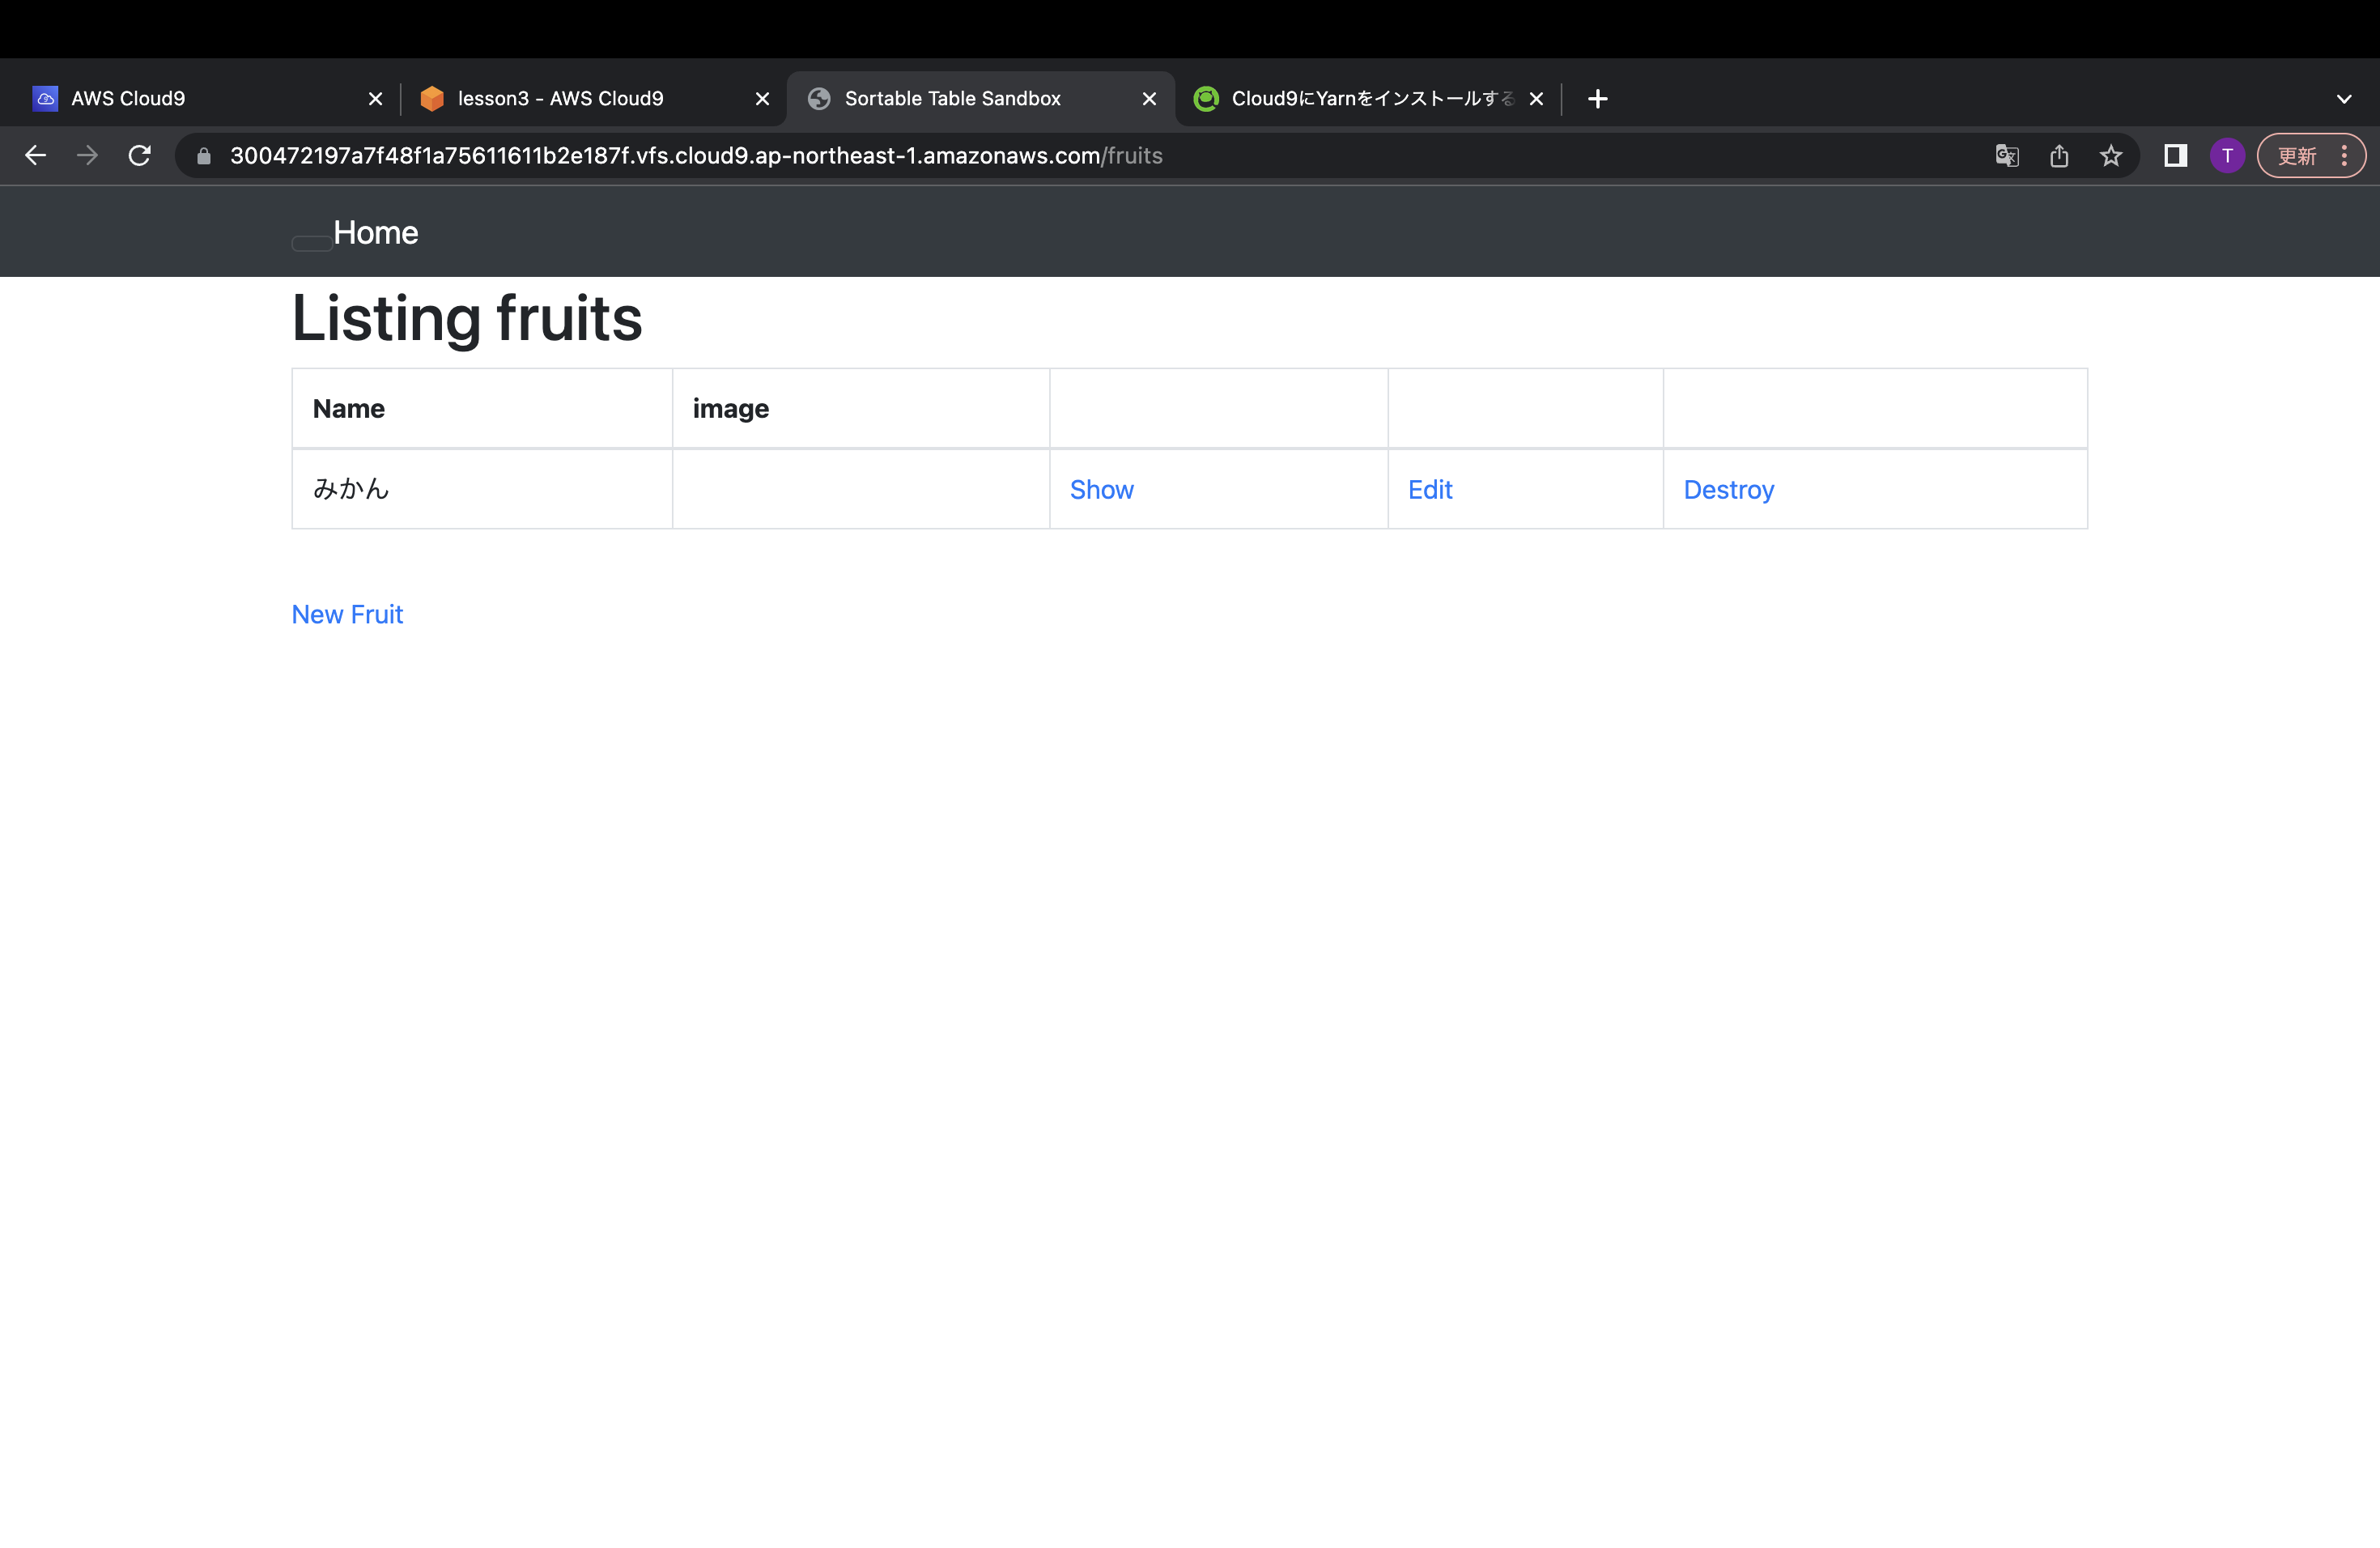 AWS Cloud9
lesson3 - AWS Cloud9
Sortable Table Sandbox
Cloud9にYarnをインストールする
300472197a7f48f1a75611611b2e187f.vfs.cloud9.ap-northeast-1.amazonaws.com/fruits
T
更新
Home
Listing fruits
Name image
みかん Show Edit Destroy
New Fruit